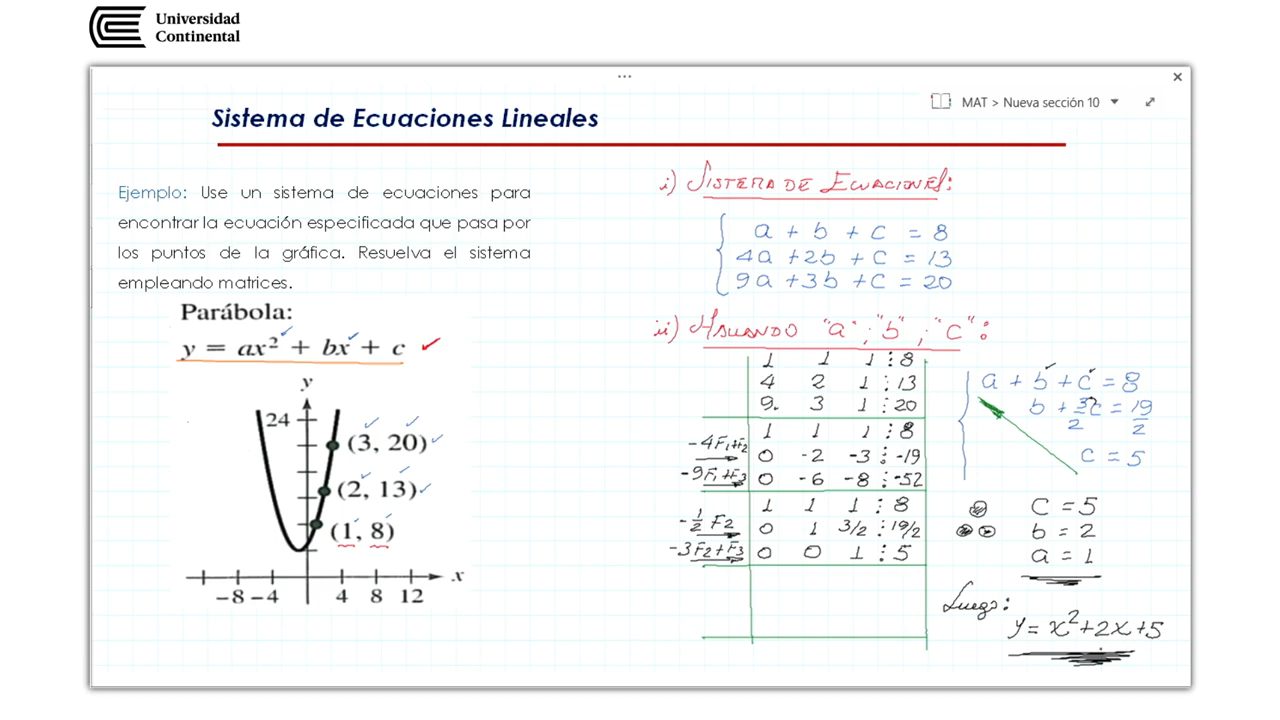 Universidad
Continental
MAT > Nueva sección 10
Sistema de Ecuaciones Lineales
Ejemplo: Use un sistema de ecuaciones para
encontrar la ecuación especificada que pasa por
los puntos de la gráfica. Resuelva el sistema
empleando matrices.
Parábola:
y = ax² + bx + c
y
24
(3, 20)
(2, 13)
(1, 8)
x
-8 -4 4 8 12
i) SISTEMA DE ECUACIONES:
a + b + c = 8
4a + 2b + c = 13
9a + 3b + c = 20
ii) HALLANDO "a"; "b"; "c":
1 1 1 ⋮ 8
4 2 1 ⋮ 13
9 3 1 ⋮ 20
1 1 1 ⋮ 8
-4F1+F2 0 -2 -3 ⋮ -19
-9F1+F3 0 -6 -8 ⋮ -52
1 1 1 ⋮ 8
-1/2 F2 0 1 3/2 ⋮ 19/2
-3F2+F3 0 0 1 ⋮ 5
a + b + c = 8
b + 3/2 c = 19/2
c = 5
c = 5
b = 2
a = 1
Luego:
y = x²+2x+5